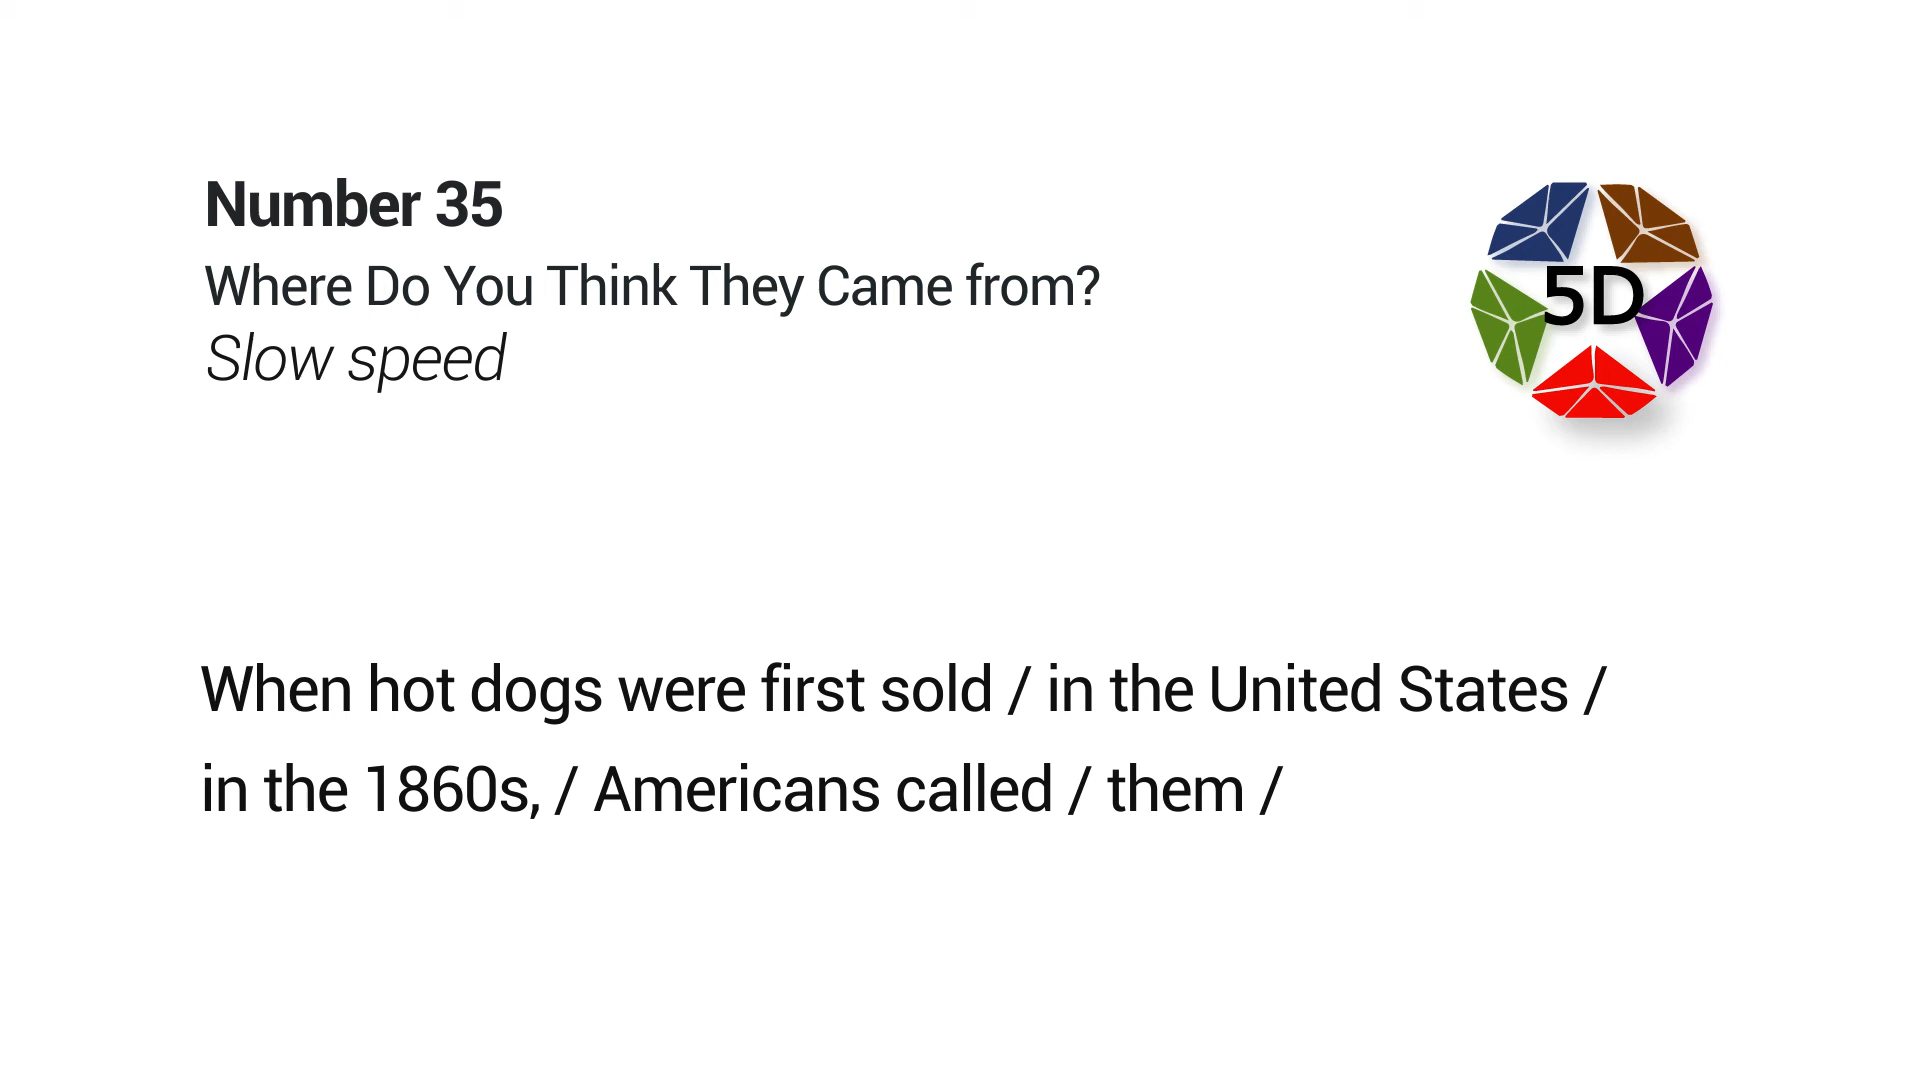 Number 35
Where Do You Think They Came from?
Slow speed
5D
When hot dogs were first sold / in the United States /
in the 1860s, / Americans called / them /